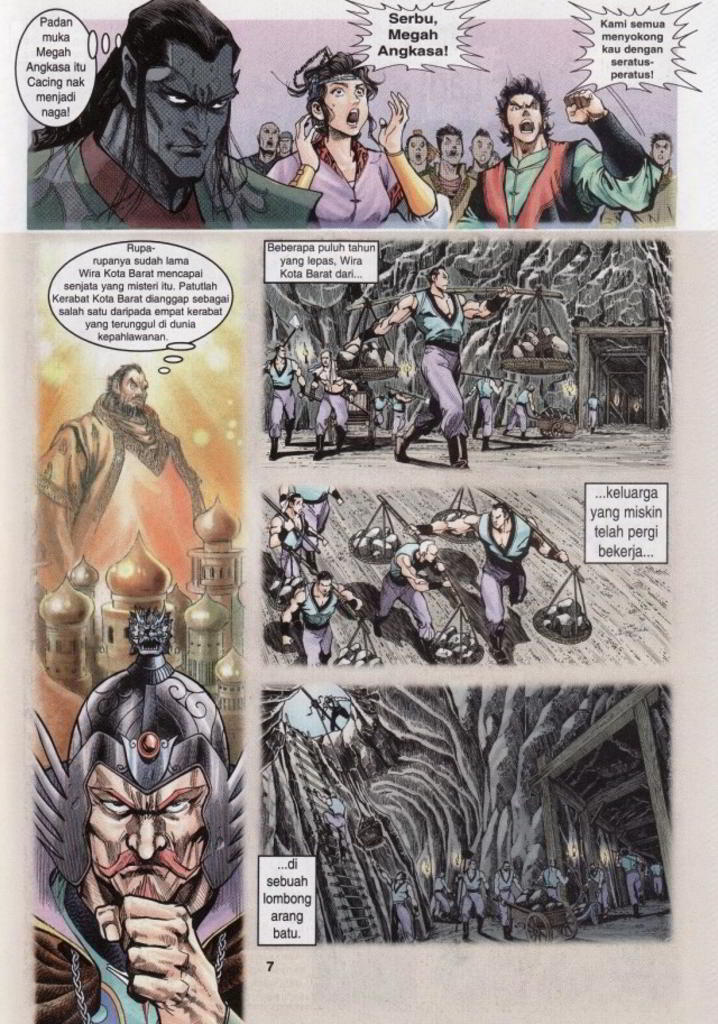 Padan
muka
Megah
Angkasa itu
Cacing nak
menjadi
naga!
Serbu,
Megah
Angkasa!
Kami semua
menyokong
kau dengan
seratus-
peratus!
Rupa-
rupanya sudah lama
Wira Kota Barat mencapai
senjata yang misteri itu. Patutlah
Kerabat Kota Barat dianggap sebagai
salah satu daripada empat kerabat
yang terunggul di dunia
kepahlawanan.
Beberapa puluh tahun
yang lepas, Wira
Kota Barat dari...
...keluarga
yang miskin
telah pergi
bekerja...
...di
sebuah
lombong
arang
batu.
7